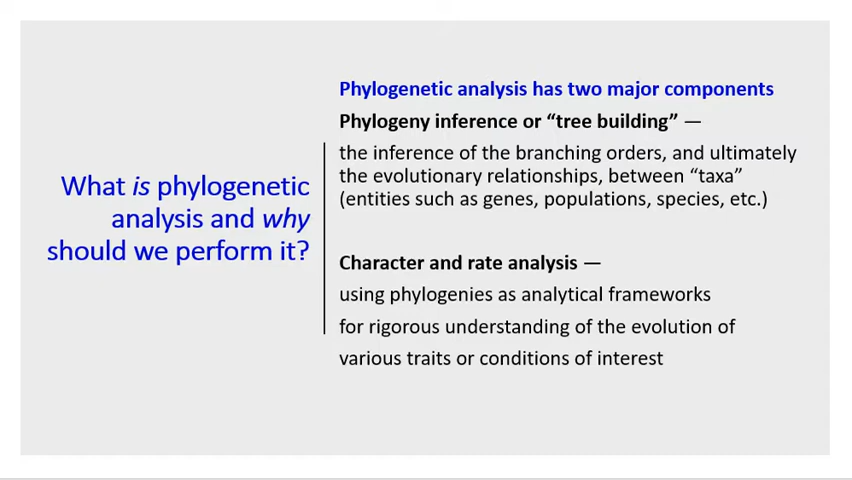 What is phylogenetic
analysis and why
should we perform it?
Phylogenetic analysis has two major components
Phylogeny inference or “tree building” —
the inference of the branching orders, and ultimately
the evolutionary relationships, between “taxa”
(entities such as genes, populations, species, etc.)
Character and rate analysis —
using phylogenies as analytical frameworks
for rigorous understanding of the evolution of
various traits or conditions of interest